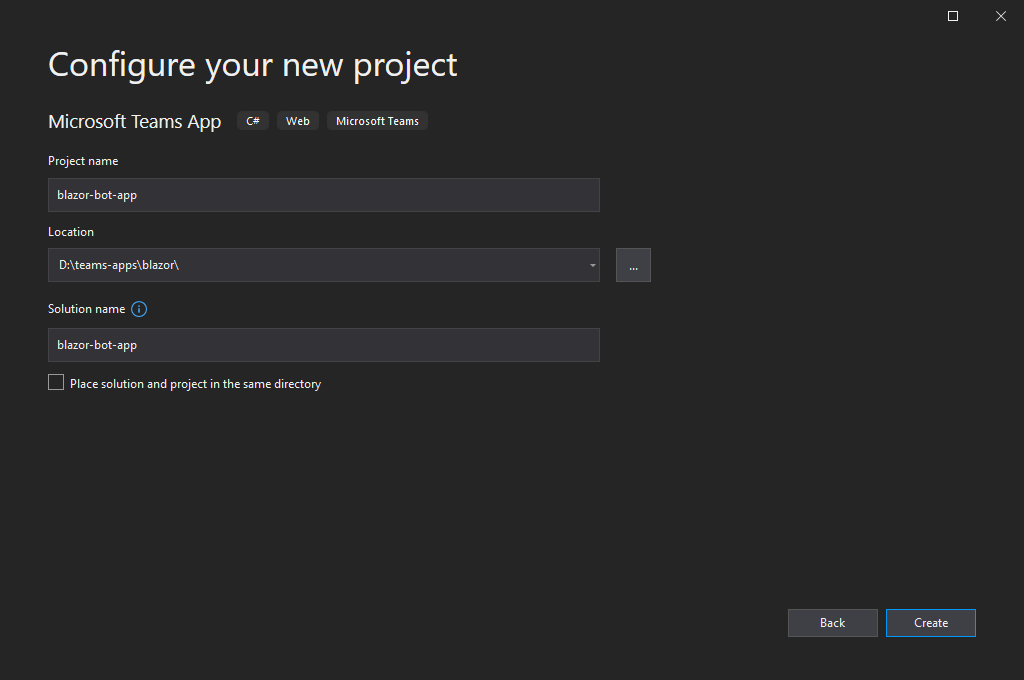 Configure your new project
Microsoft Teams App C# Web Microsoft Teams
Project name
blazor-bot-app
Location
D:\teams-apps\blazor\
...
Solution name
blazor-bot-app
Place solution and project in the same directory
Back Create